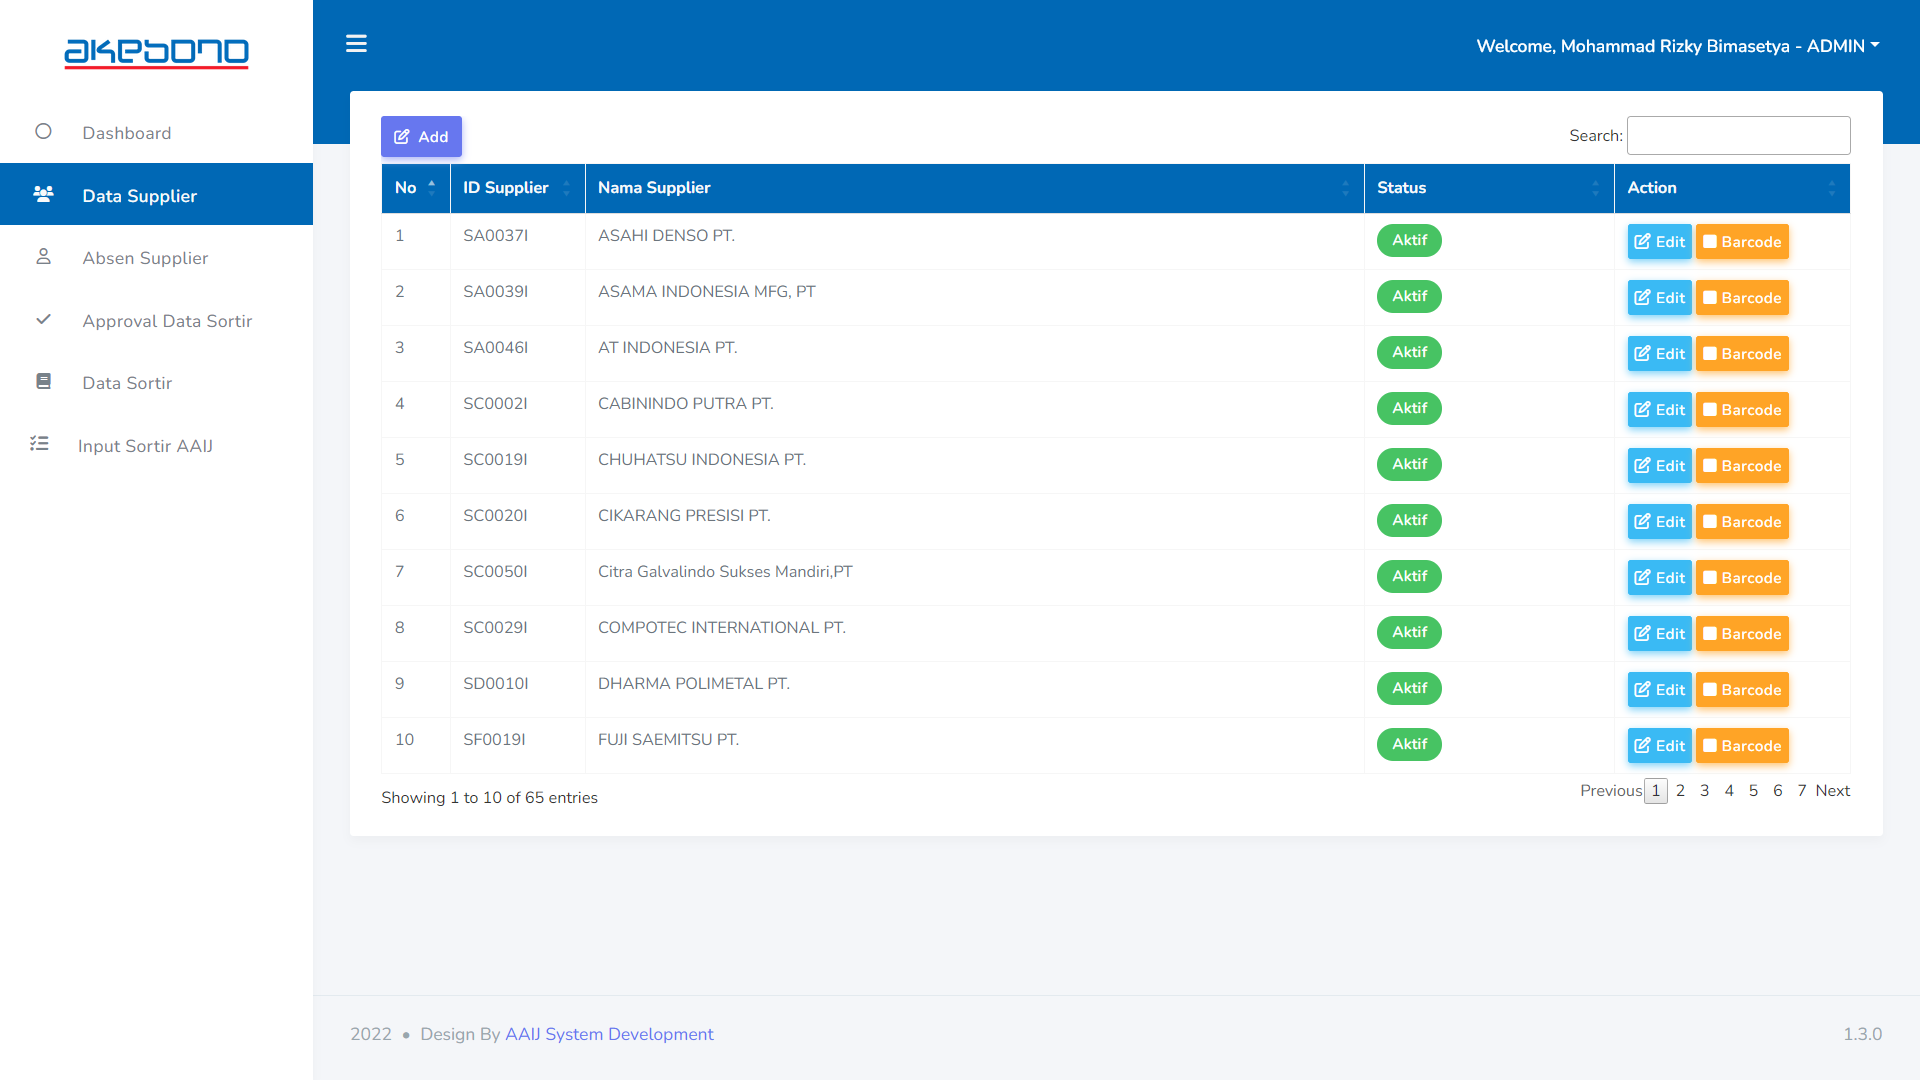 akebono
Welcome, Mohammad Rizky Bimasetya - ADMIN
Dashboard
Data Supplier
Absen Supplier
Approval Data Sortir
Data Sortir
Input Sortir AAIJ
Add
Search:
No ID Supplier Nama Supplier Status Action
1 SA0037I ASAHI DENSO PT. Aktif Edit Barcode
2 SA0039I ASAMA INDONESIA MFG, PT Aktif Edit Barcode
3 SA0046I AT INDONESIA PT. Aktif Edit Barcode
4 SC0002I CABININDO PUTRA PT. Aktif Edit Barcode
5 SC0019I CHUHATSU INDONESIA PT. Aktif Edit Barcode
6 SC0020I CIKARANG PRESISI PT. Aktif Edit Barcode
7 SC0050I Citra Galvalindo Sukses Mandiri,PT Aktif Edit Barcode
8 SC0029I COMPOTEC INTERNATIONAL PT. Aktif Edit Barcode
9 SD0010I DHARMA POLIMETAL PT. Aktif Edit Barcode
10 SF0019I FUJI SAEMITSU PT. Aktif Edit Barcode
Showing 1 to 10 of 65 entries
Previous 1 2 3 4 5 6 7 Next
2022 • Design By AAIJ System Development
1.3.0